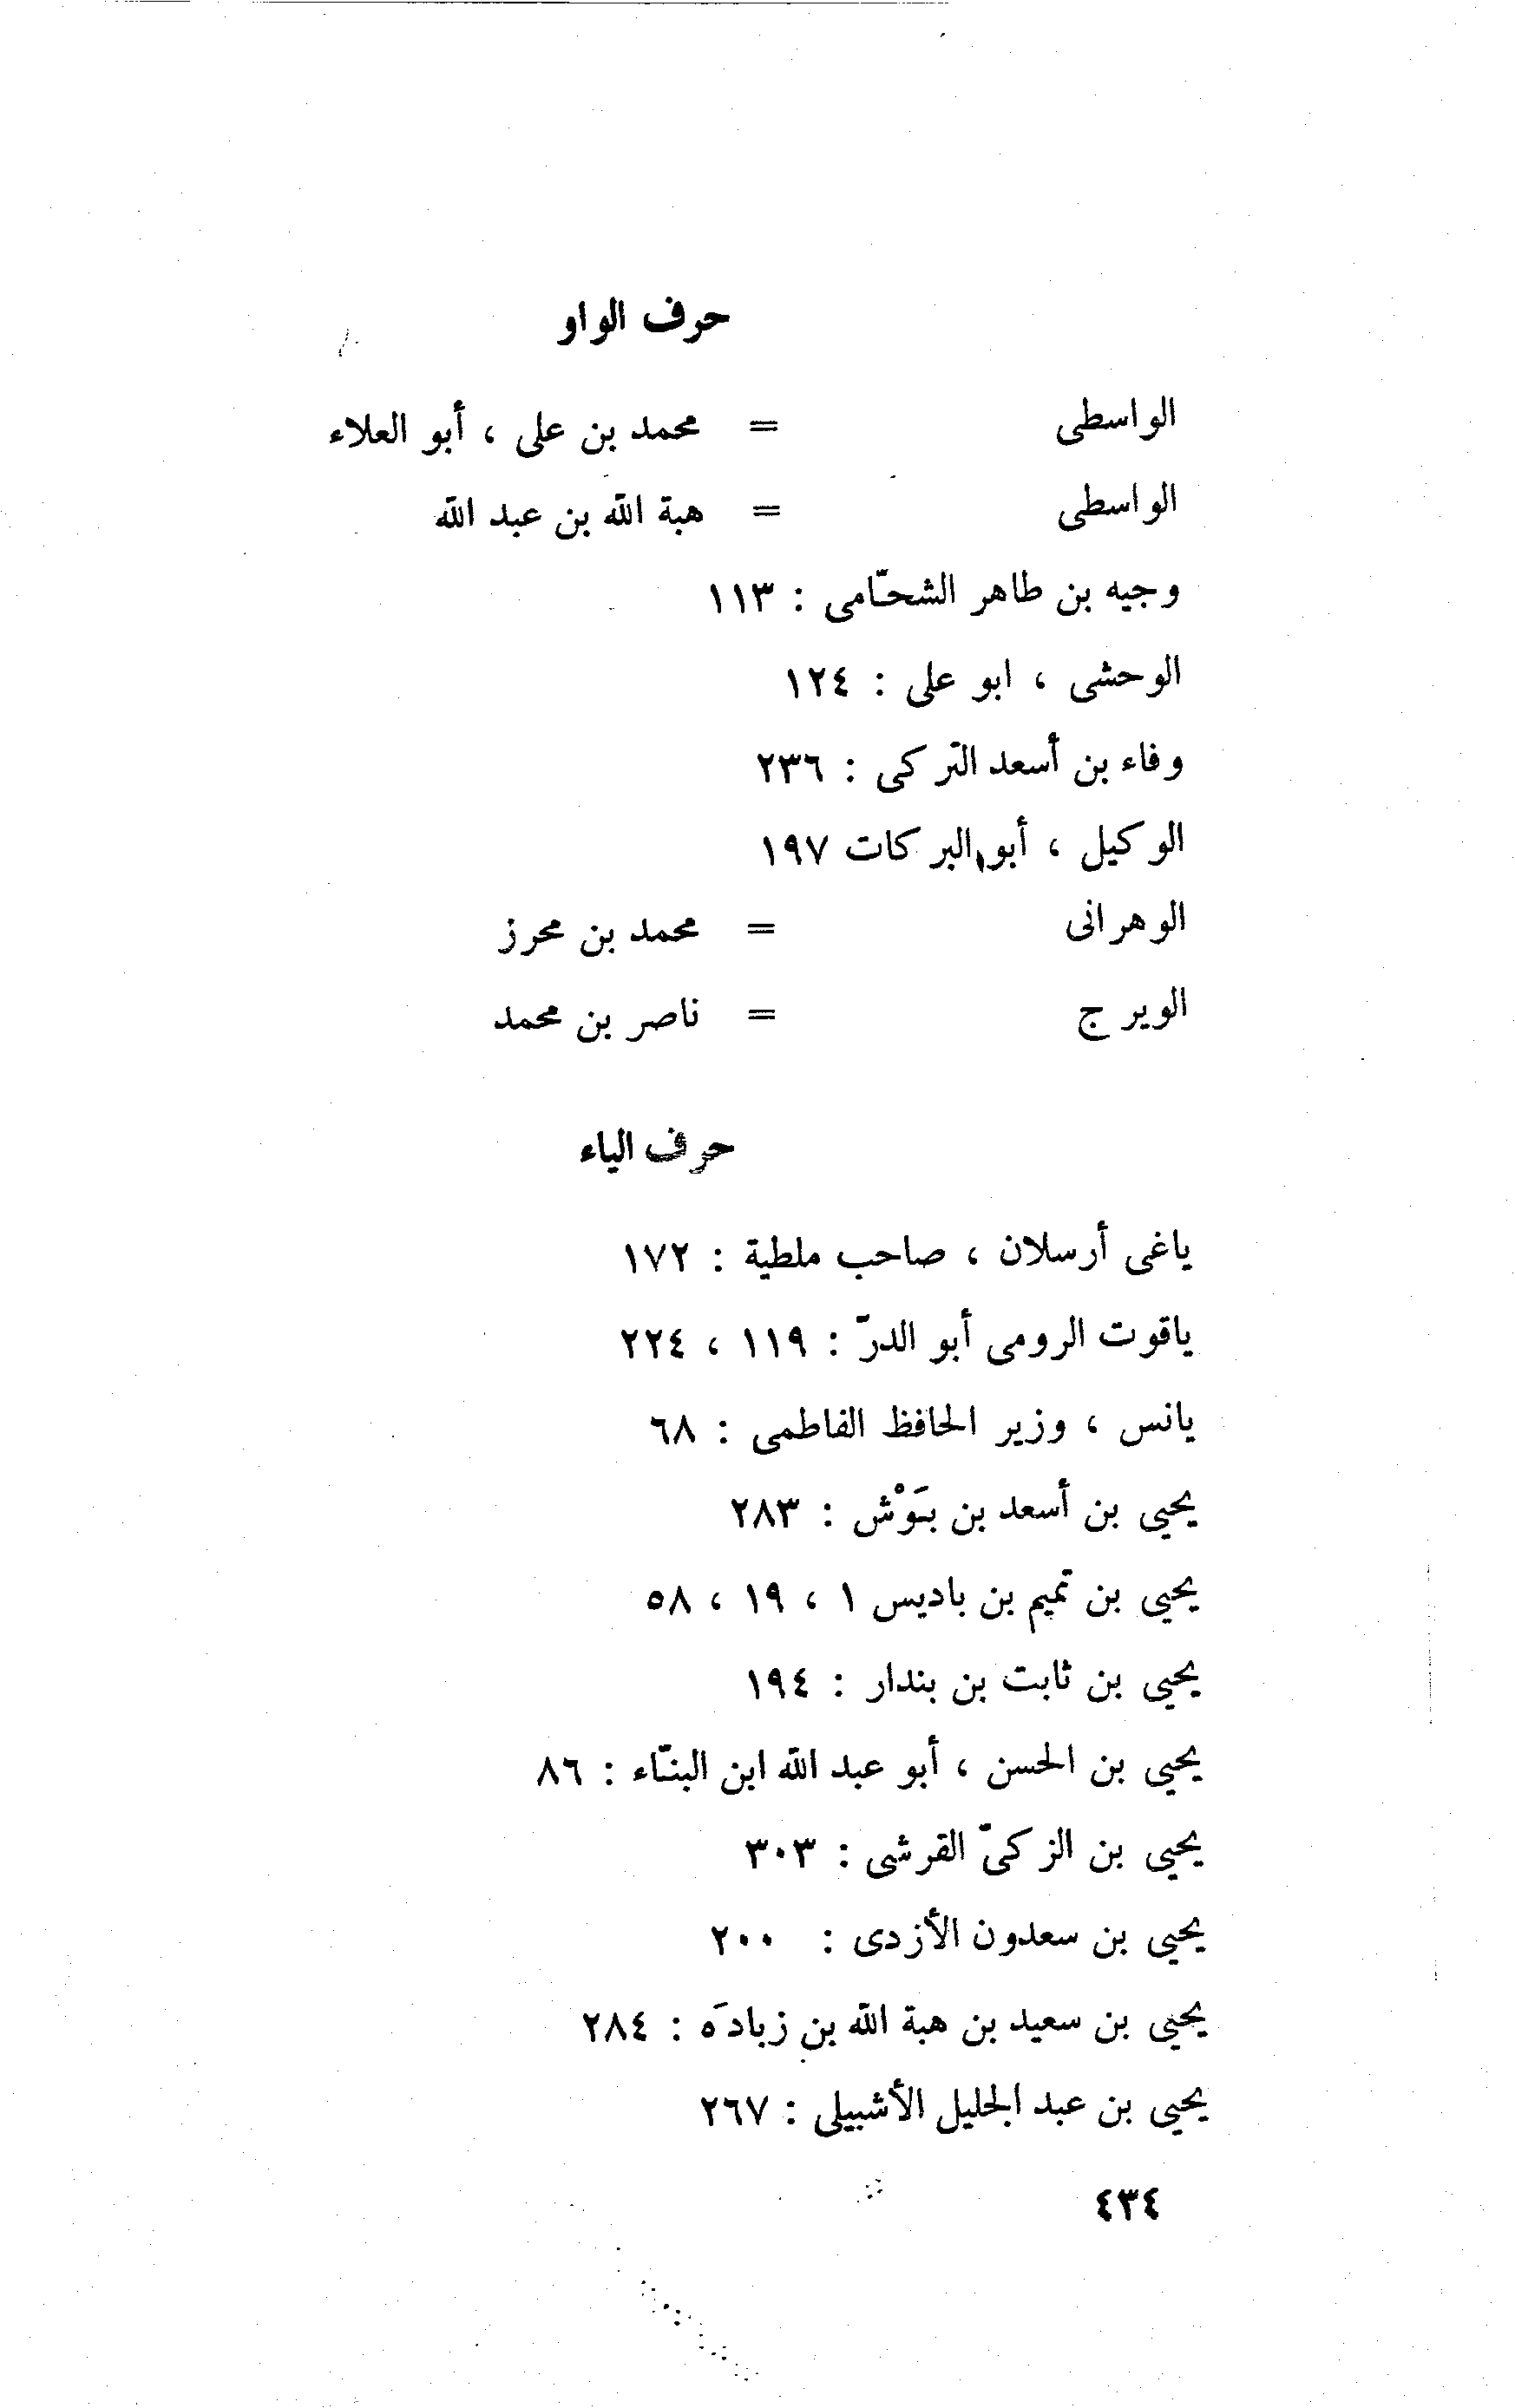 حرف الواو
الواسطى = محمد بن على ، أبو العلاء
الواسطى = هبة الله بن عبد الله
وجيه بن طاهر الشحّامى : ١١٣
الوحشى ، ابو على : ١٢٤
وفاء بن أسعد التركى : ٢٣٦
الوكيل ، أبو البركات ١٩٧
الوهرانى = محمد بن محرز
الويرج = ناصر بن محمد
حرف الياء
ياغى أرسلان ، صاحب ملطية : ١٧٢
ياقوت الرومى أبو الدرّ : ١١٩ ، ٢٢٤
يانس ، وزير الحافظ الفاطمى : ٦٨
يحيى بن أسعد بن بَوْش : ٢٨٣
يحيى بن تميم بن باديس ١ ، ١٩ ، ٥٨
يحيى بن ثابت بن بندار : ١٩٤
يحيى بن الحسن ، أبو عبد الله ابن البنّاء : ٨٦
يحيى بن الزكىّ القرشى : ٣٠٣
يحيى بن سعدون الأزدى : ٢٠٠
يحيى بن سعيد بن هبة الله بن زبادَه : ٢٨٤
يحيى بن عبد الجليل الأشبيلى : ٢٦٧
٤٣٤